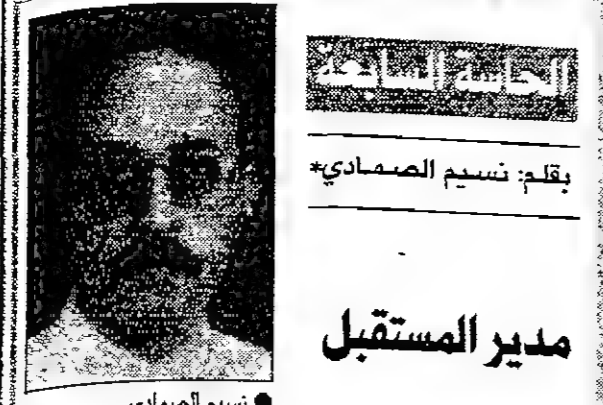 الحاسة السابعة
بقلم: نسيم الصمادي*
مدير المستقبل
● نسيم الصمادي